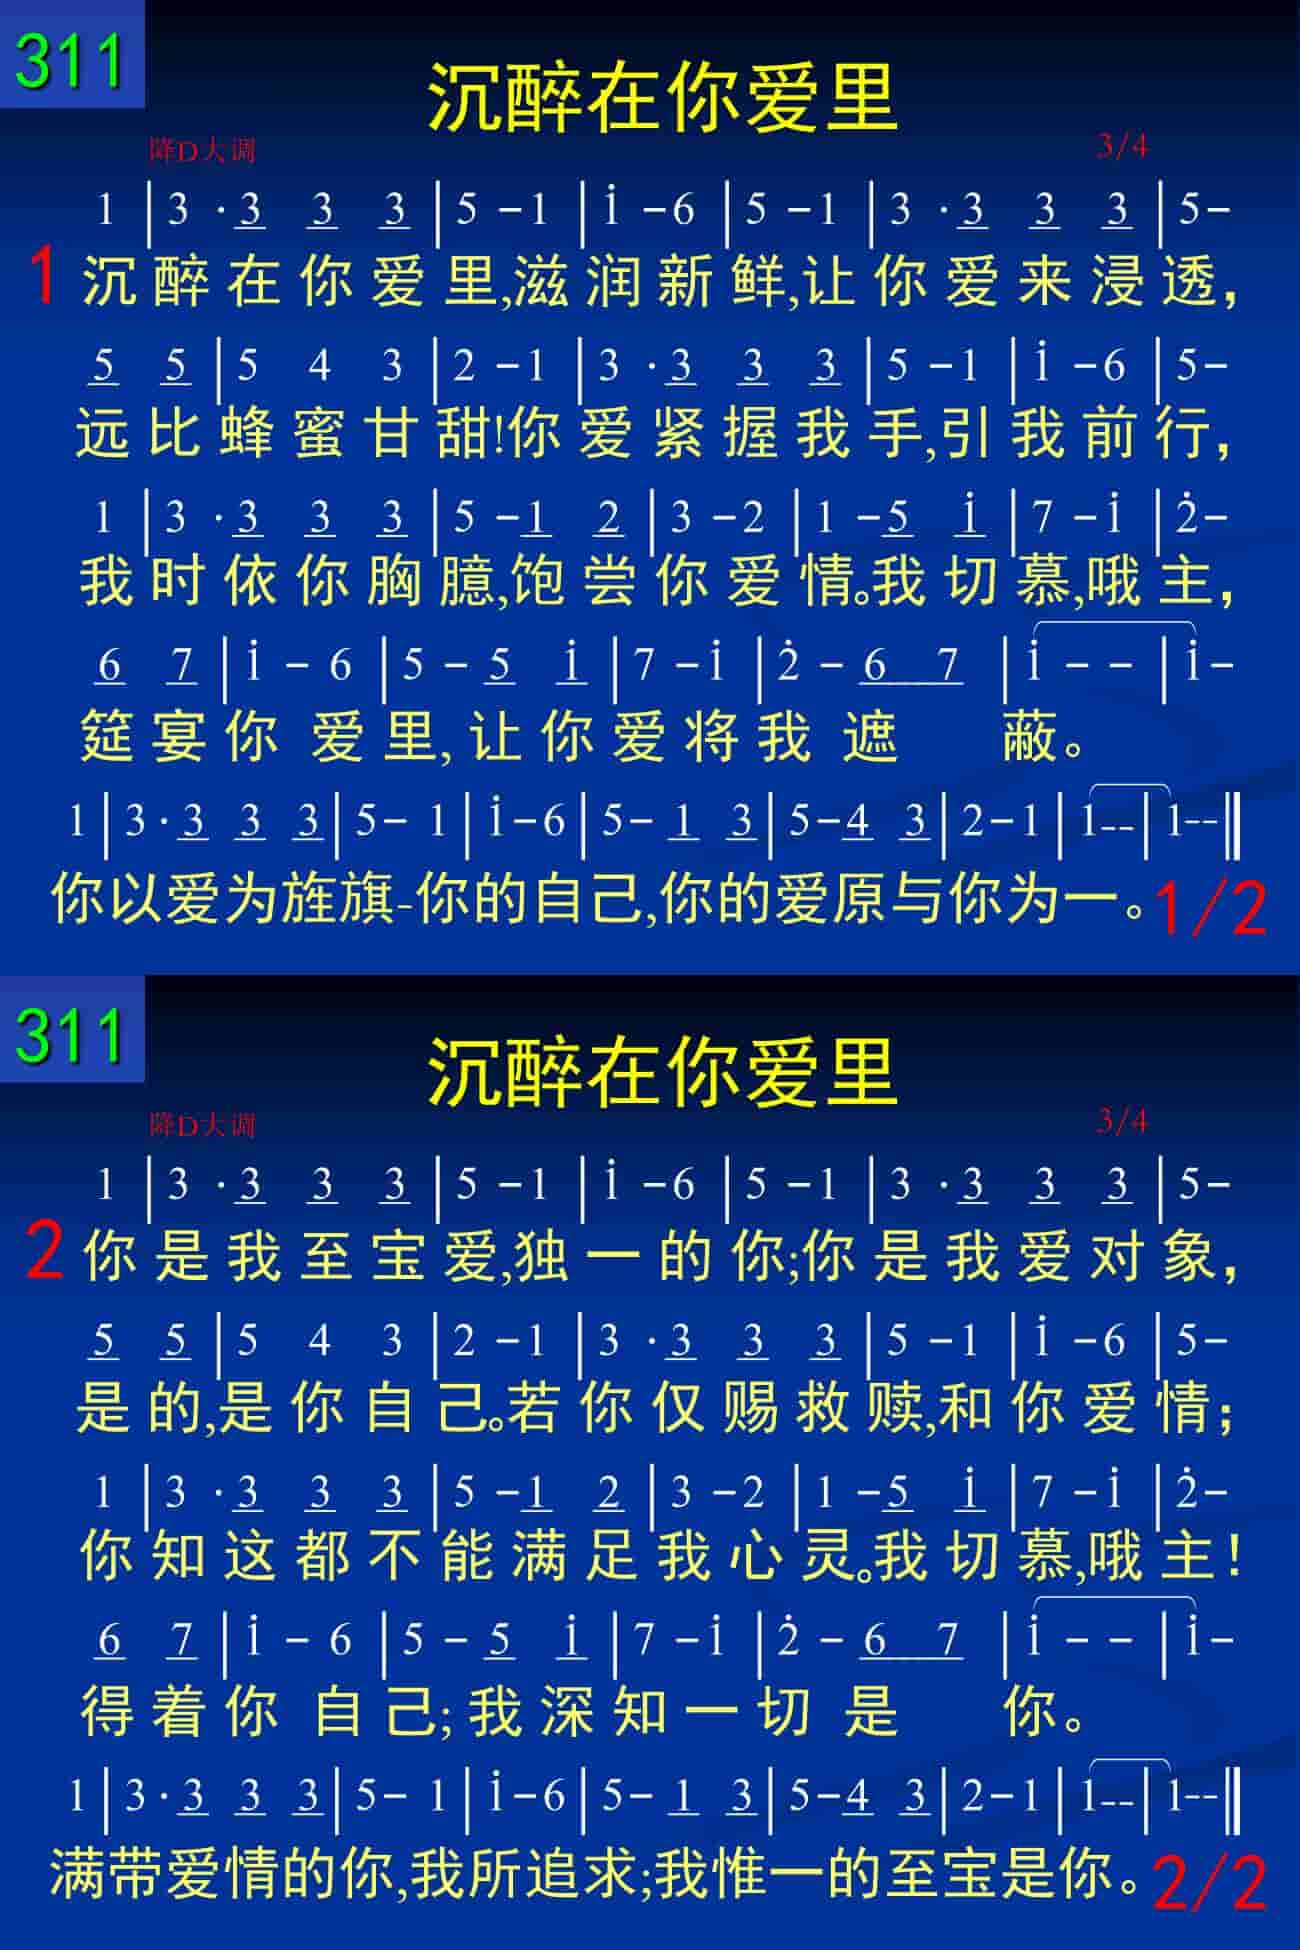 311
沉醉在你爱里
降D大调 3/4
1 | 3 · 3 3 3 | 5 - 1 | i - 6 | 5 - 1 | 3 · 3 3 3 | 5 -
1 沉醉在你爱里,滋润新鲜,让你爱来浸透,
5 5 | 5 4 3 | 2 - 1 | 3 · 3 3 3 | 5 - 1 | i - 6 | 5 -
远比蜂蜜甘甜!你爱紧握我手,引我前行,
1 | 3 · 3 3 3 | 5 - 1 2 | 3 - 2 | 1 - 5 i | 7 - i | 2̇ -
我时依你胸臆,饱尝你爱情。我切慕,哦主,
6 7 | i - 6 | 5 - 5 i | 7 - i | 2̇ - 6 7 | i - - | i -
筵宴你爱里,让你爱将我遮蔽。
1 | 3 · 3 3 3 | 5 - 1 | i - 6 | 5 - 1 3 | 5 - 4 3 | 2 - 1 | 1 - - | 1 - - ‖
你以爱为旌旗-你的自己,你的爱原与你为一。1/2
311
沉醉在你爱里
降D大调 3/4
1 | 3 · 3 3 3 | 5 - 1 | i - 6 | 5 - 1 | 3 · 3 3 3 | 5 -
2 你是我至宝爱,独一的你;你是我爱对象,
5 5 | 5 4 3 | 2 - 1 | 3 · 3 3 3 | 5 - 1 | i - 6 | 5 -
是的,是你自己。若你仅赐救赎,和你爱情;
1 | 3 · 3 3 3 | 5 - 1 2 | 3 - 2 | 1 - 5 i | 7 - i | 2̇ -
你知这都不能满足我心灵。我切慕,哦主!
6 7 | i - 6 | 5 - 5 i | 7 - i | 2̇ - 6 7 | i - - | i -
得着你自己;我深知一切是你。
1 | 3 · 3 3 3 | 5 - 1 | i - 6 | 5 - 1 3 | 5 - 4 3 | 2 - 1 | 1 - - | 1 - - ‖
满带爱情的你,我所追求;我惟一的至宝是你。2/2